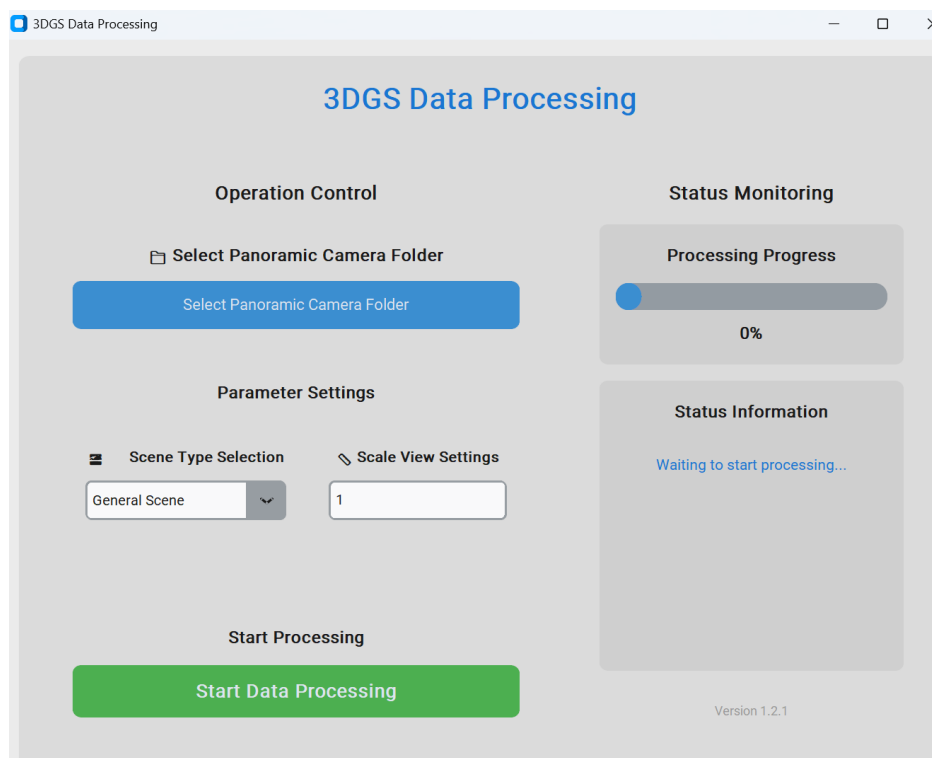 3DGS Data Processing
3DGS Data Processing
Operation Control
Select Panoramic Camera Folder
Select Panoramic Camera Folder
Parameter Settings
Scene Type Selection
Scale View Settings
General Scene
1
Start Processing
Start Data Processing
Status Monitoring
Processing Progress
0%
Status Information
Waiting to start processing...
Version 1.2.1